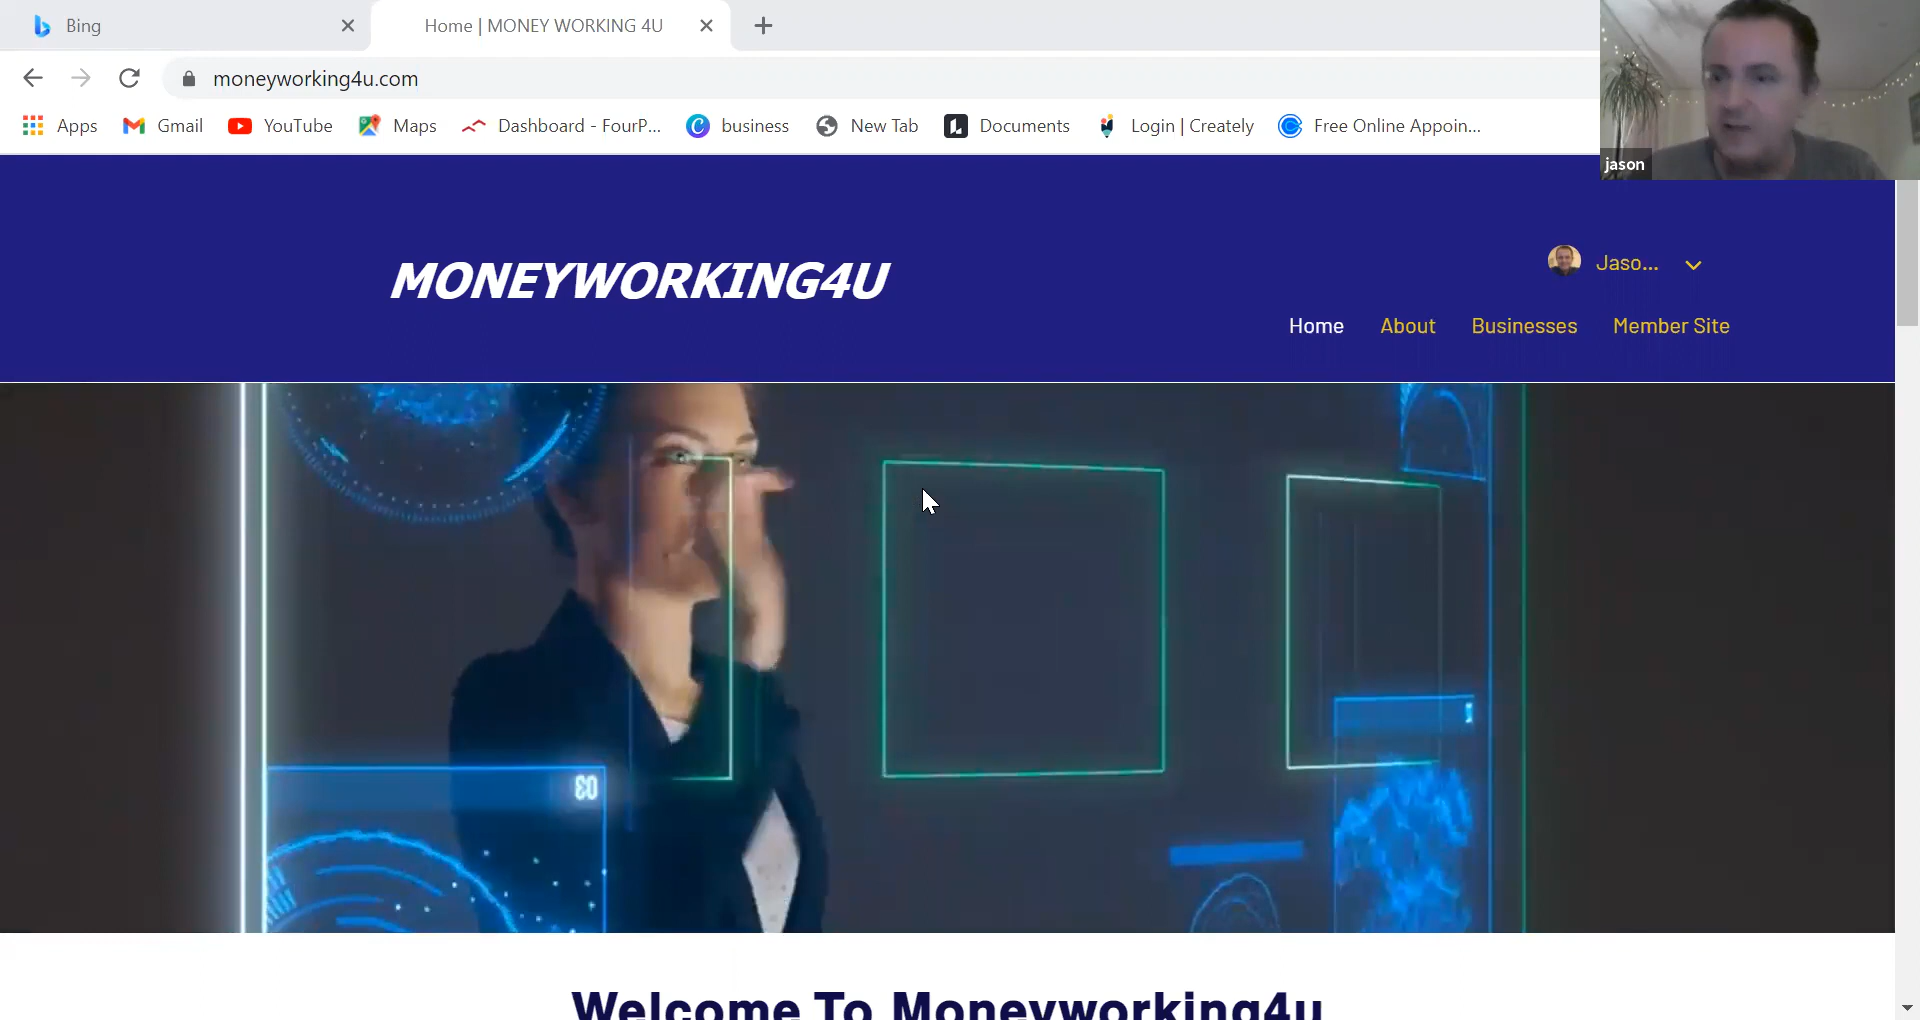 Bing
Home | MONEY WORKING 4U
moneyworking4u.com
Apps Gmail YouTube Maps Dashboard - FourP... business New Tab Documents Login | Creately Free Online Appoin...
jason
MONEYWORKING4U
Jaso...
Home About Businesses Member Site
03
Welcome To Moneyworking4u